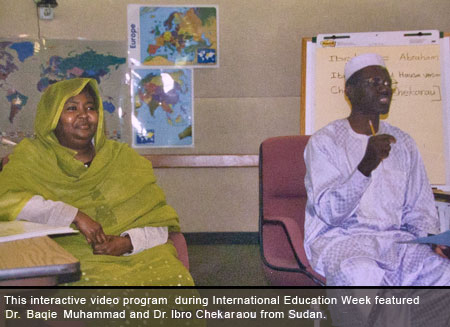 Europe
Abraham
Hausa
This interactive video program during International Education Week featured
Dr. Baqie Muhammad and Dr. Ibro Chekaraou from Sudan.